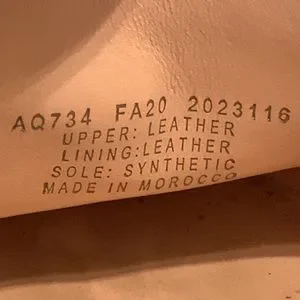 AQ734 FA20 2023116
UPPER: LEATHER
LINING:LEATHER
SOLE: SYNTHETIC
MADE IN MOROCCO